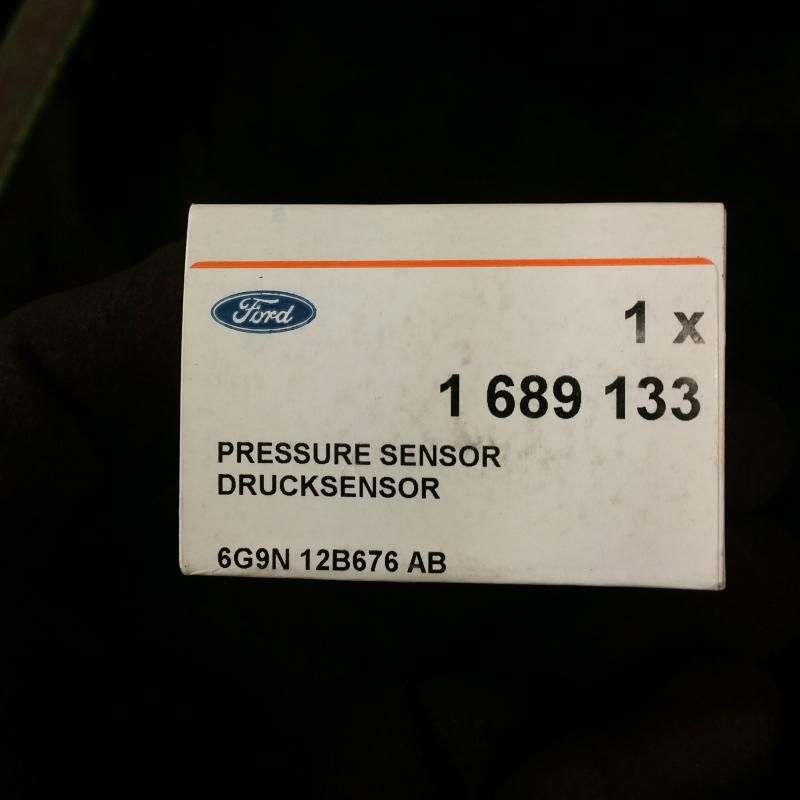 Ford
1 x
1 689 133
PRESSURE SENSOR
DRUCKSENSOR
6G9N 12B676 AB